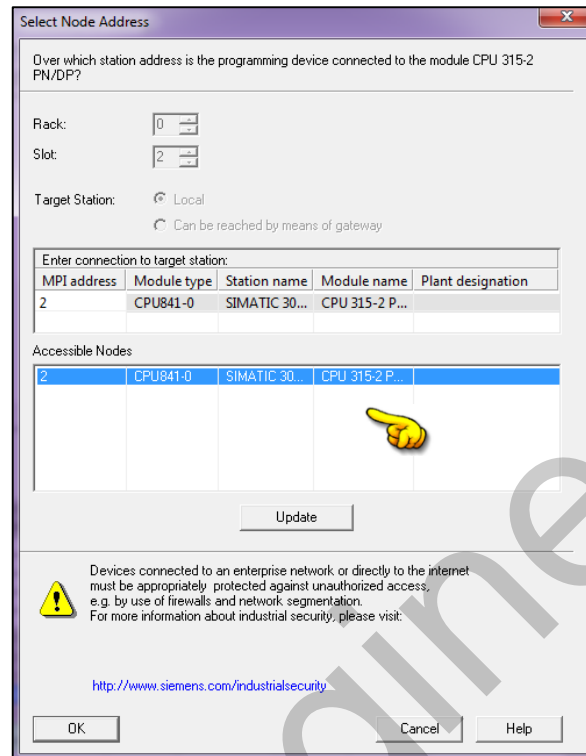 Select Node Address
Over which station address is the programming device connected to the module CPU 315-2
PN/DP?
Rack: 0
Slot: 2
Target Station: Local
Can be reached by means of gateway
Enter connection to target station:
MPI address Module type Station name Module name Plant designation
2 CPU841-0 SIMATIC 30... CPU 315-2 P...
Accessible Nodes
2 CPU841-0 SIMATIC 30... CPU 315-2 P...
Update
Devices connected to an enterprise network or directly to the internet
must be appropriately protected against unauthorized access,
e.g. by use of firewalls and network segmentation.
For more information about industrial security, please visit:
http://www.siemens.com/industrialsecurity
OK Cancel Help